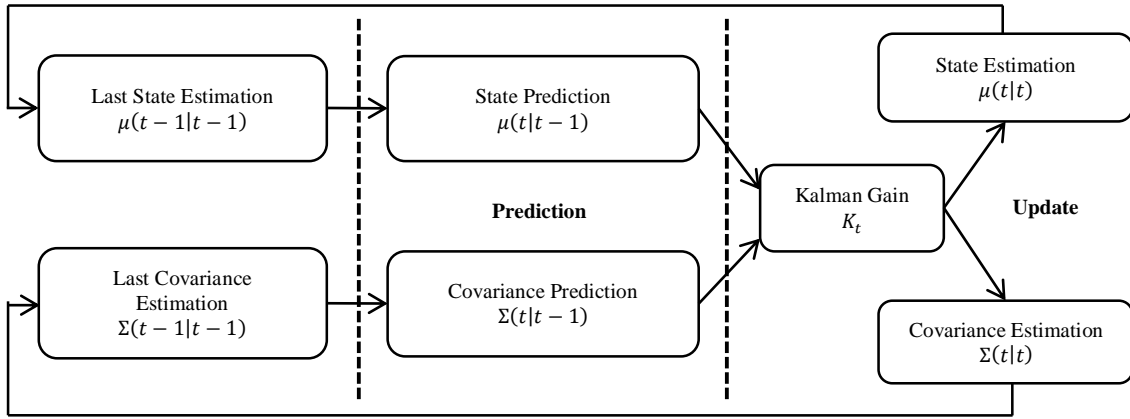 Last State Estimation
𝜇(𝑡 − 1|𝑡 − 1)
State Prediction
𝜇(𝑡|𝑡 − 1)
State Estimation
𝜇(𝑡|𝑡)
Kalman Gain
𝐾𝑡
Prediction
Update
Last Covariance
Estimation
Σ(𝑡 − 1|𝑡 − 1)
Covariance Prediction
Σ(𝑡|𝑡 − 1)
Covariance Estimation
Σ(𝑡|𝑡)